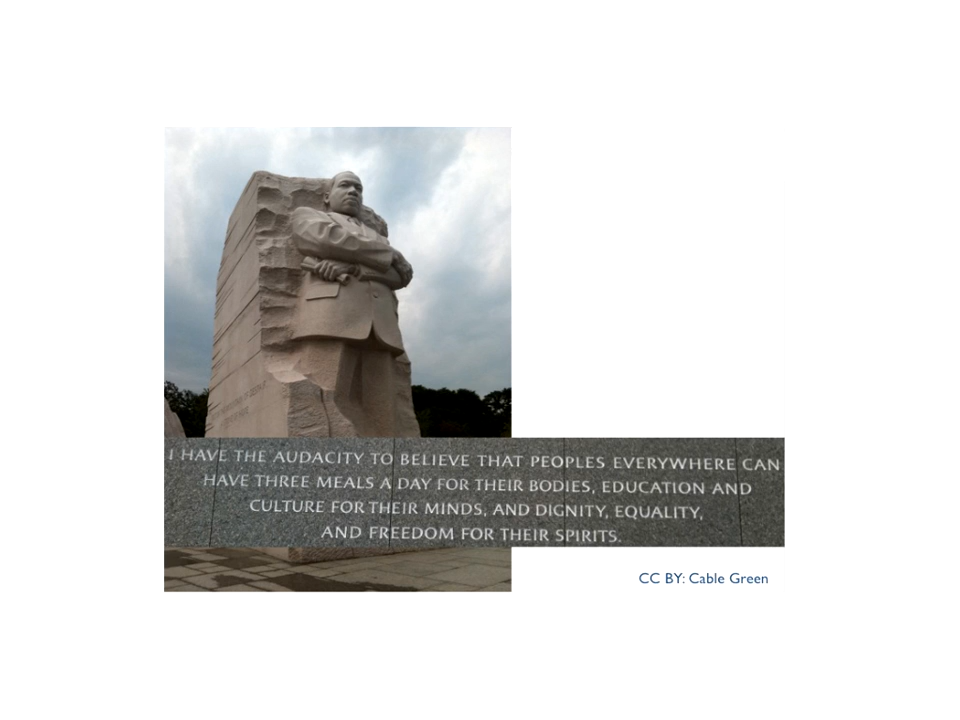 I HAVE THE AUDACITY TO BELIEVE THAT PEOPLES EVERYWHERE CAN
HAVE THREE MEALS A DAY FOR THEIR BODIES, EDUCATION AND
CULTURE FOR THEIR MINDS, AND DIGNITY, EQUALITY,
AND FREEDOM FOR THEIR SPIRITS.
CC BY: Cable Green